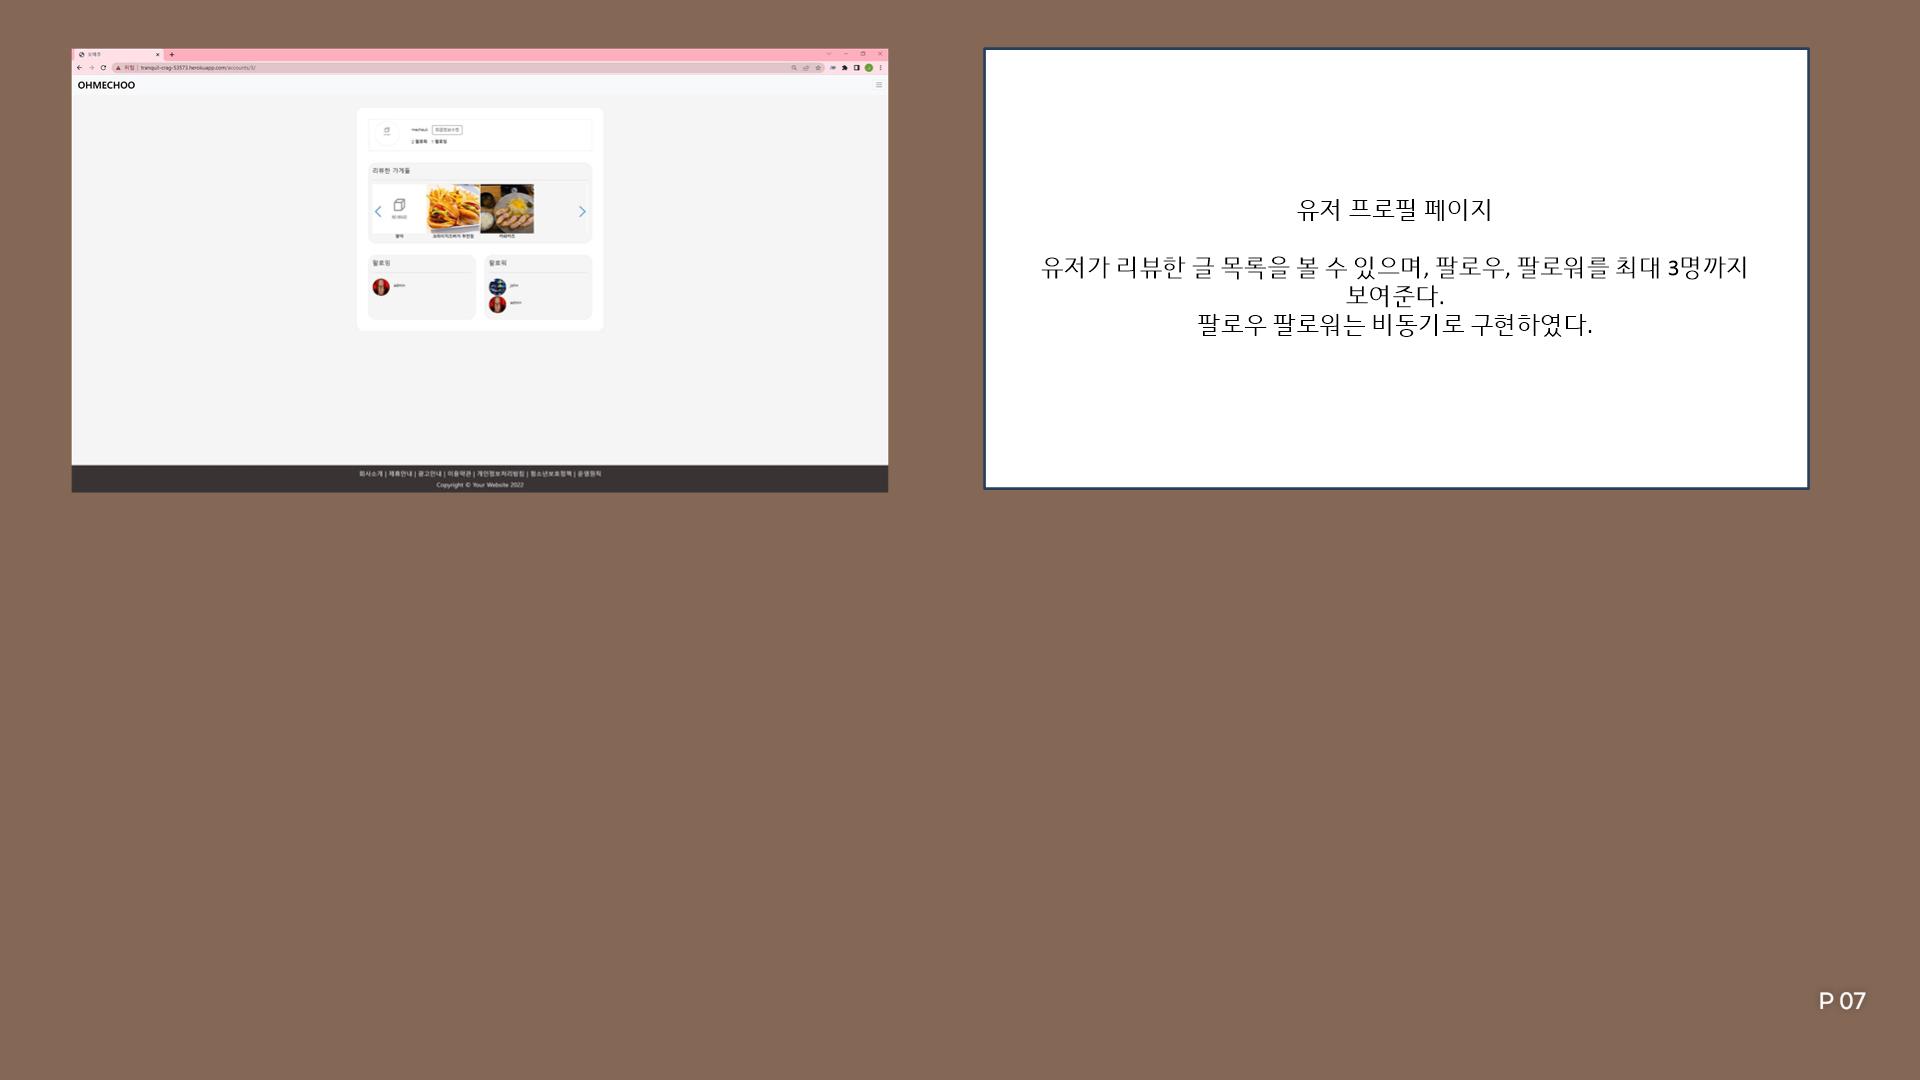 오메추
위험 | tranquil-crag-53573.herokuapp.com/accounts/3/
OHMECHOO
회원정보수정
2 팔로워 1 팔로잉
리뷰한 가게들
NO IMAGE
팔로잉
팔로워
admin
john
admin
회사소개 | 제휴안내 | 광고안내 | 이용약관 | 개인정보처리방침 | 청소년보호정책 | 운영원칙
Copyright © Your Website 2022
유저 프로필 페이지
유저가 리뷰한 글 목록을 볼 수 있으며, 팔로우, 팔로워를 최대 3명까지
보여준다.
팔로우 팔로워는 비동기로 구현하였다.
P 07